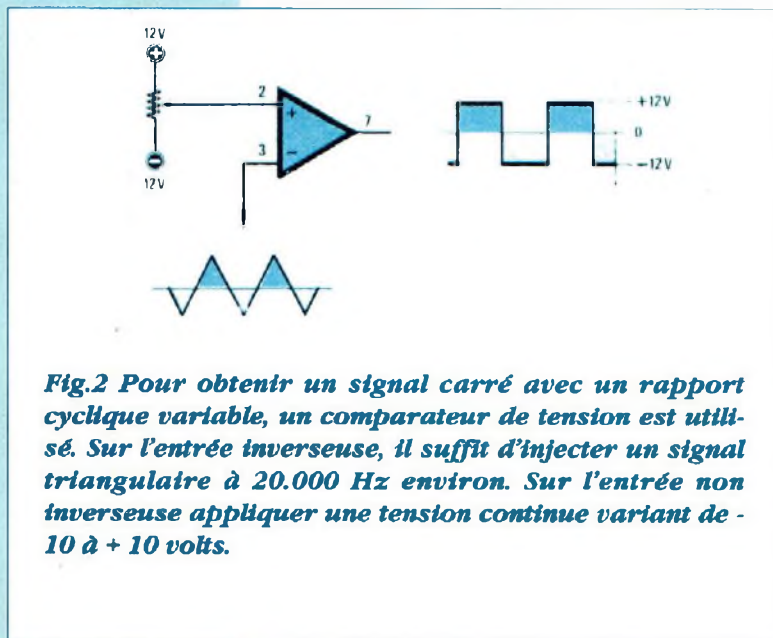 12V
2
+
7
3
-
12V
+12V
0
-12V
Fig.2 Pour obtenir un signal carré avec un rapport
cyclique variable, un comparateur de tension est utili-
sé. Sur l'entrée inverseuse, il suffit d'injecter un signal
triangulaire à 20.000 Hz environ. Sur l'entrée non
inverseuse appliquer une tension continue variant de -
10 à + 10 volts.